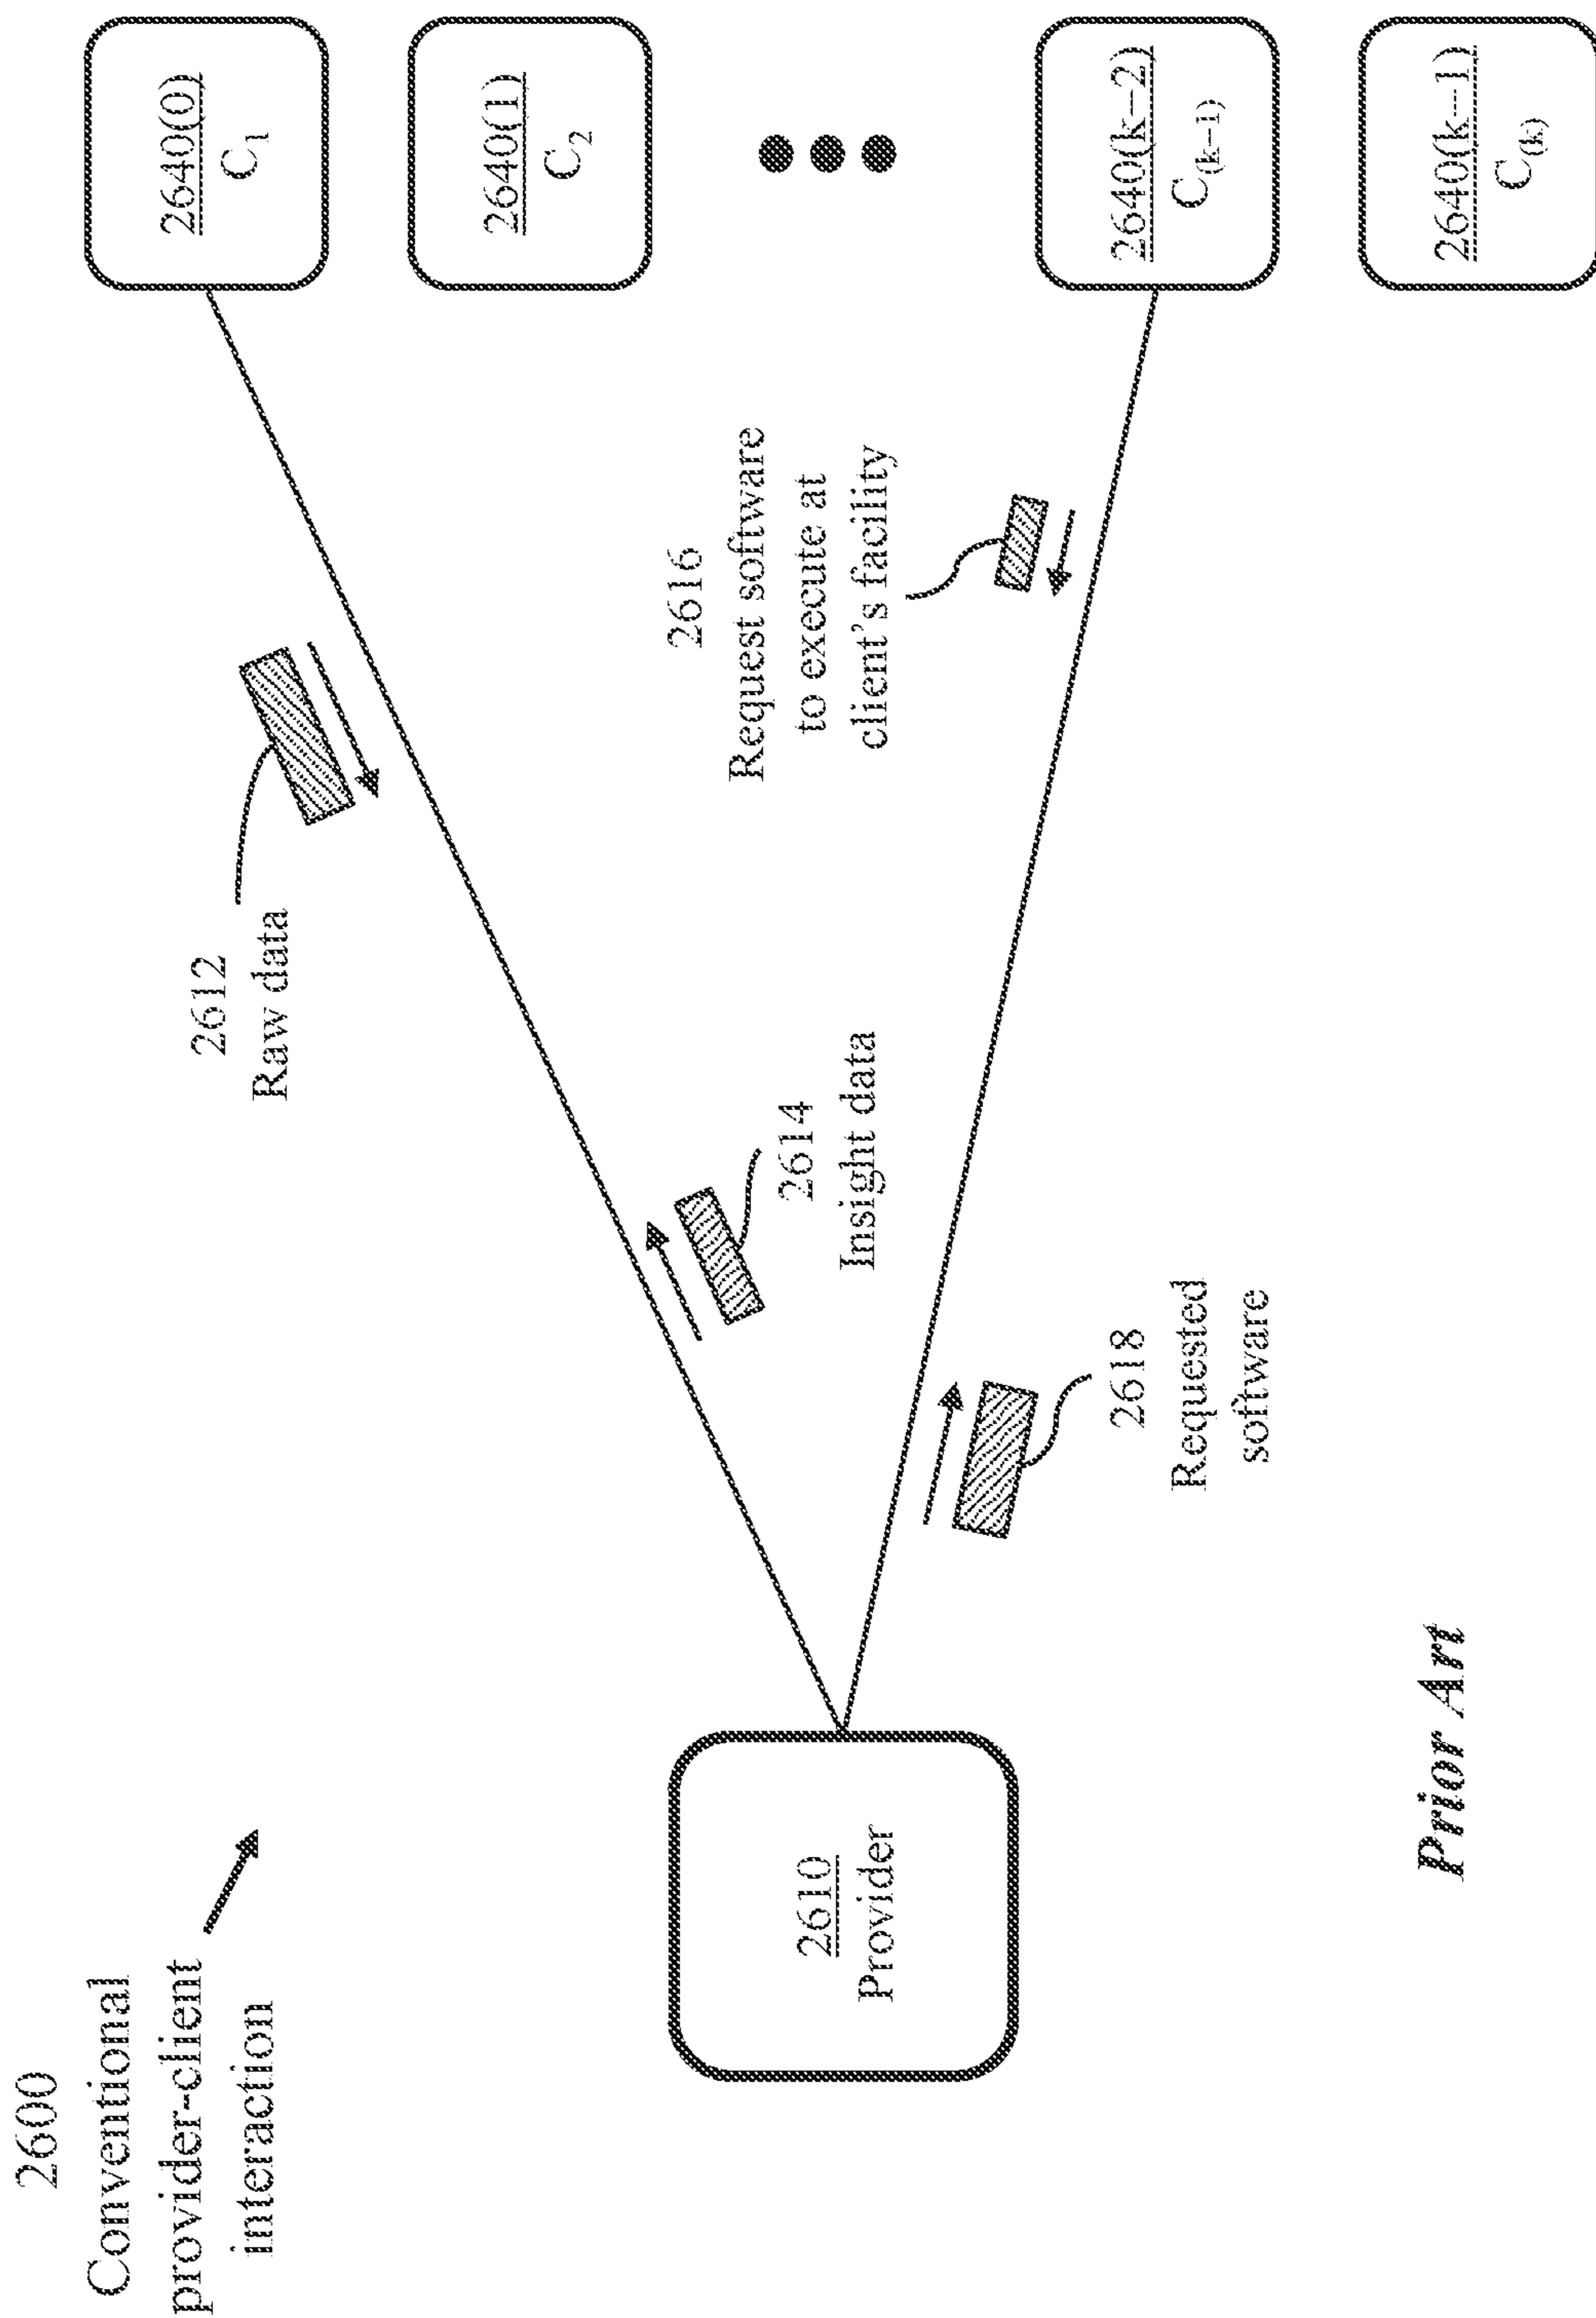 2600
Conventional
provider-client
interaction
2610
Provider
2612
Raw data
2614
Insight data
2616
Request software
to execute at
client's facility
2618
Requested
software
2640(0)
C1
2640(1)
C2
2640(k–2)
C(k–1)
2640(k–1)
C(k)
Prior Art